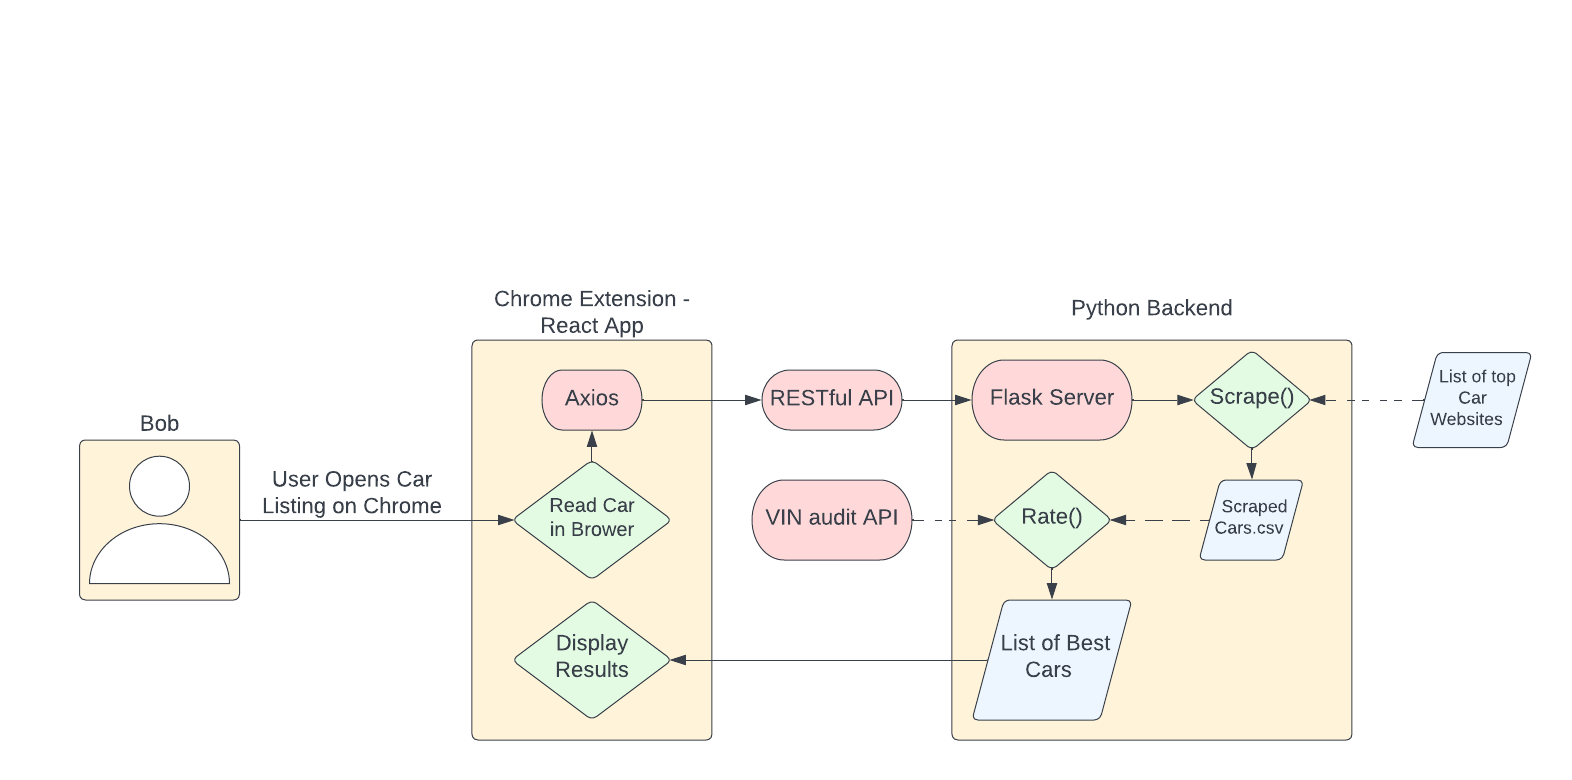 Chrome Extension -
React App
Python Backend
Bob
User Opens Car
Listing on Chrome
Axios
Read Car
in Brower
Display
Results
RESTful API
VIN audit API
Flask Server
Scrape()
Rate()
Scraped
Cars.csv
List of Best
Cars
List of top
Car
Websites